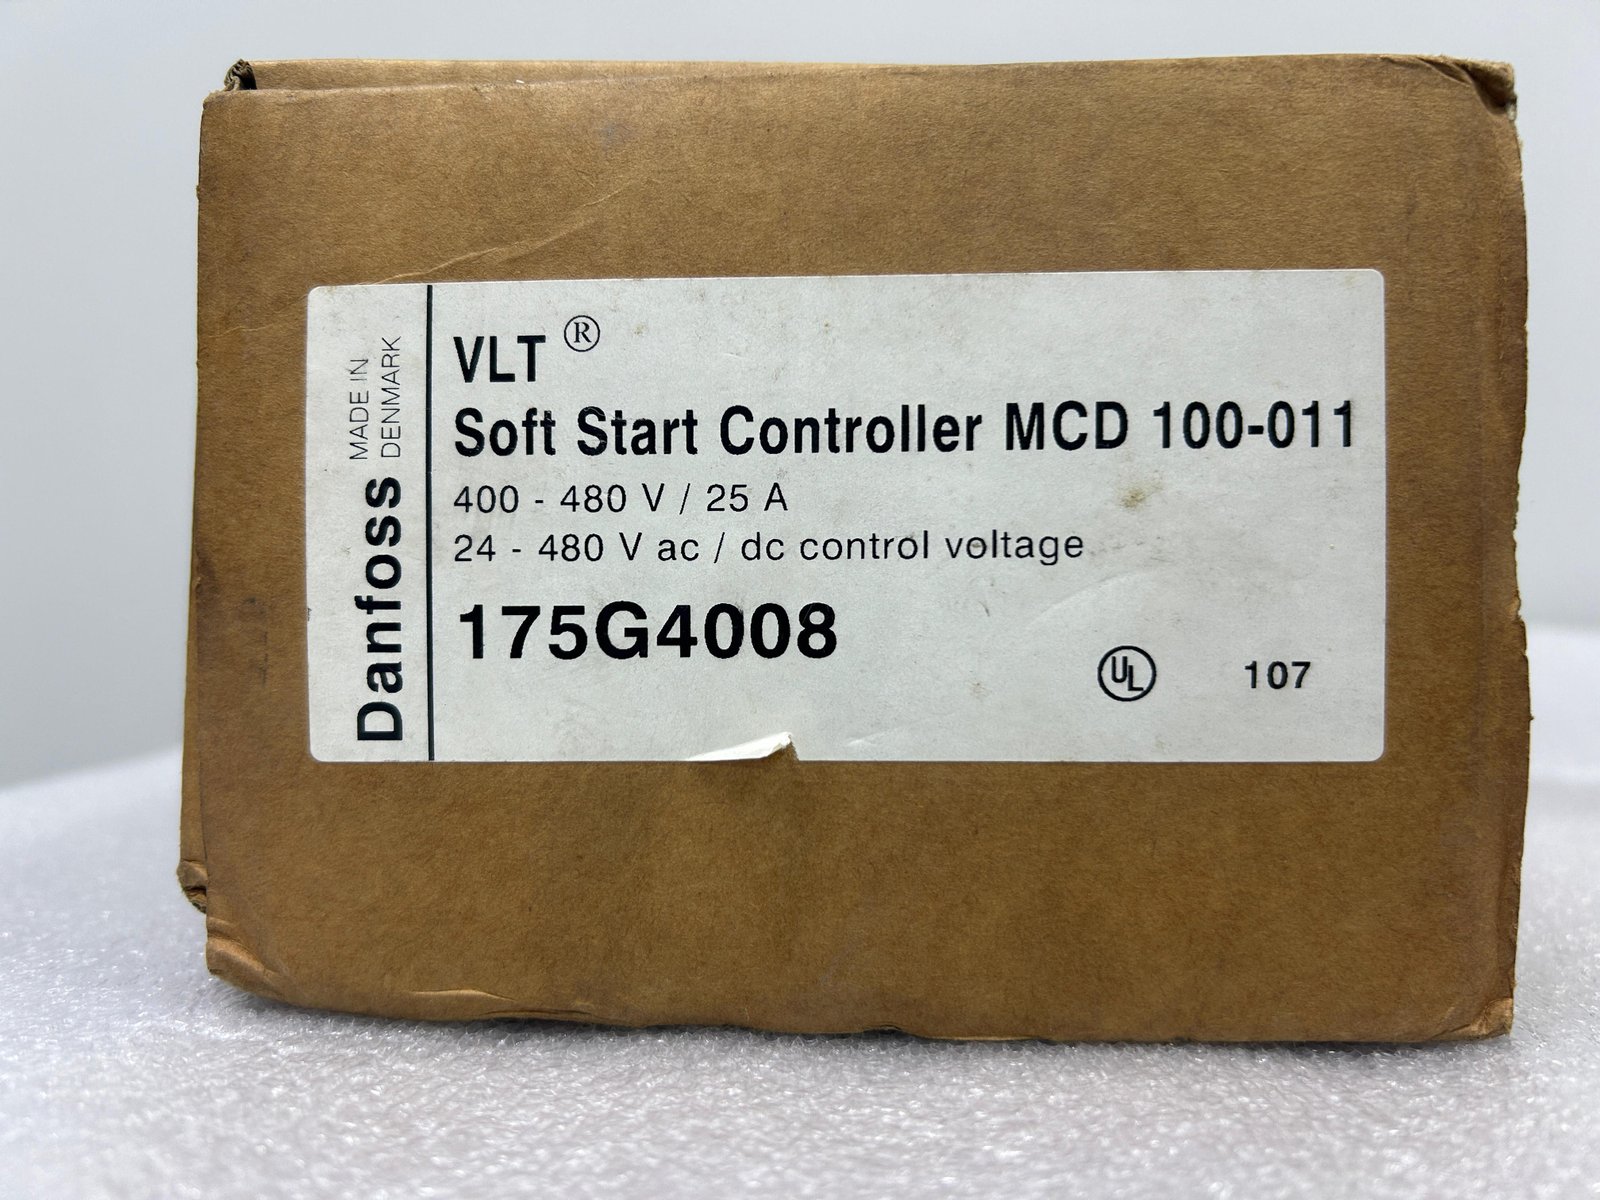 Danfoss
MADE IN
DENMARK
VLT ®
Soft Start Controller MCD 100-011
400 - 480 V / 25 A
24 - 480 V ac / dc control voltage
175G4008
UL
107